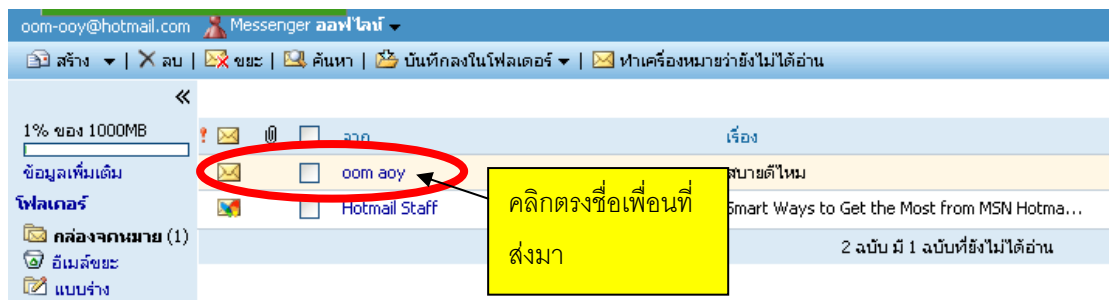 oom-ooy@hotmail.com Messenger ออฟไลน์
สร้าง | ลบ | ขยะ | ค้นหา | บันทึกลงในโฟลเดอร์ | ทำเครื่องหมายว่ายังไม่ได้อ่าน
«
1% ของ 1000MB
จาก เรื่อง
ข้อมูลเพิ่มเติม
oom aoy สบายดีไหม
โฟลเดอร์
Hotmail Staff Smart Ways to Get the Most from MSN Hotma...
คลิกตรงชื่อเพื่อนที่
ส่งมา
กล่องจดหมาย (1)
2 ฉบับ มี 1 ฉบับที่ยังไม่ได้อ่าน
อีเมล์ขยะ
แบบร่าง